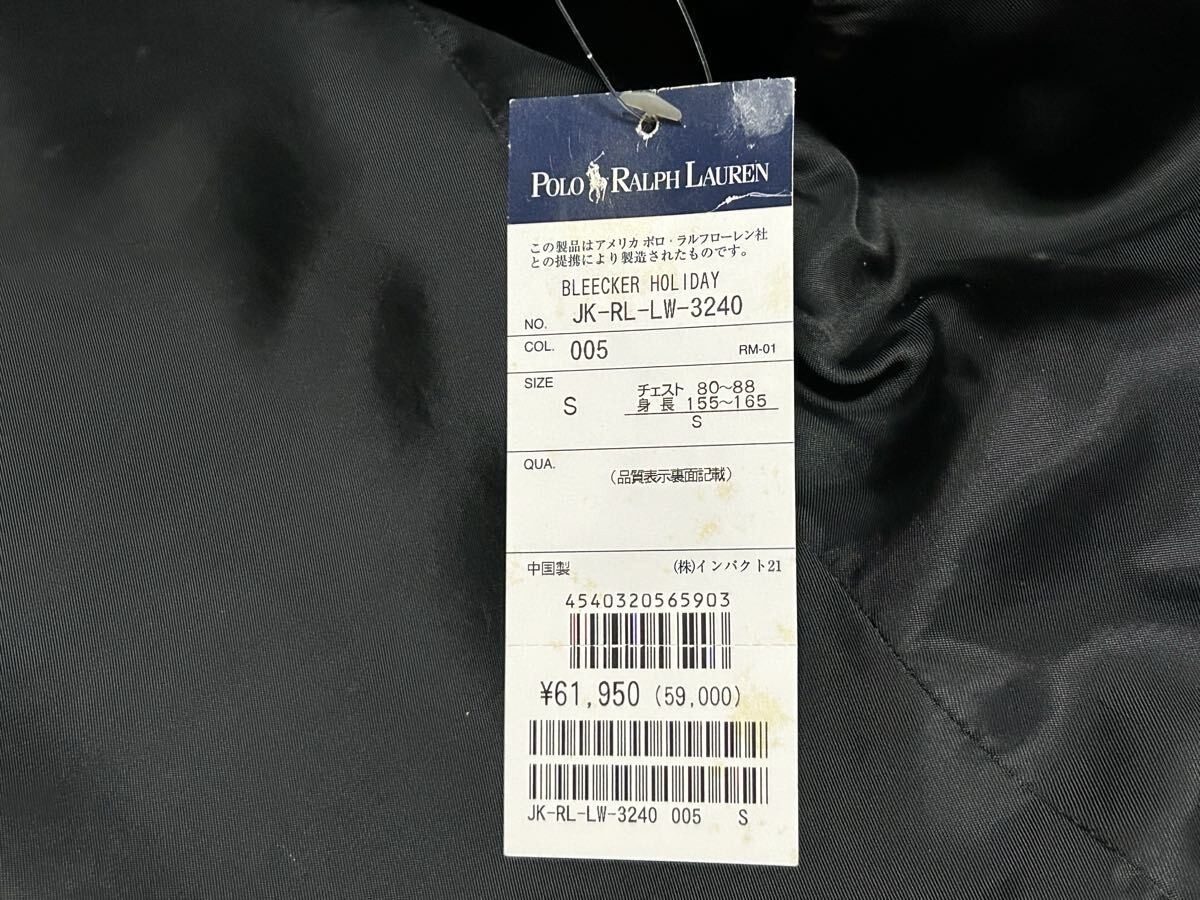 POLO RALPH LAUREN
この製品はアメリカ ポロ・ラルフローレン社
との提携により製造されたものです。
BLEECKER HOLIDAY
NO. JK-RL-LW-3240
COL. 005 RM-01
SIZE S チェスト 80〜88
身長 155〜165
S
QUA. (品質表示裏面記載)
中国製 (株)インパクト21
4540320565903
¥61,950 (59,000)
JK-RL-LW-3240 005 S